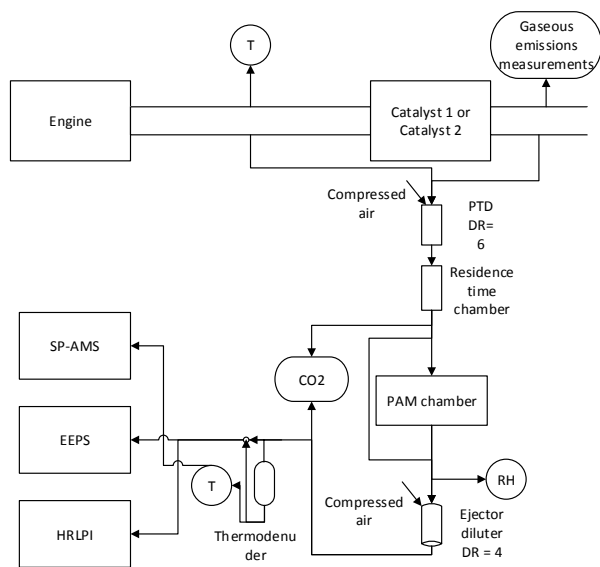 Gaseous
emissions
measurements
T
Engine
Catalyst 1 or
Catalyst 2
Compressed
air
PTD
DR=
6
Residence
time
chamber
SP-AMS
CO2
PAM chamber
EEPS
T
RH
Compressed
air
HRLPI
Thermodenu
der
Ejector
diluter
DR = 4